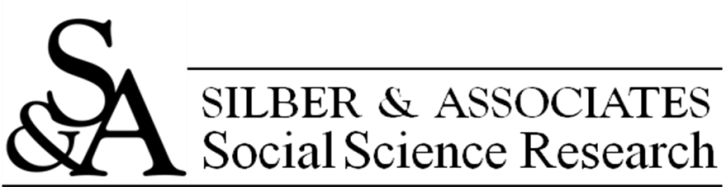 S&A
SILBER & ASSOCIATES
Social Science Research